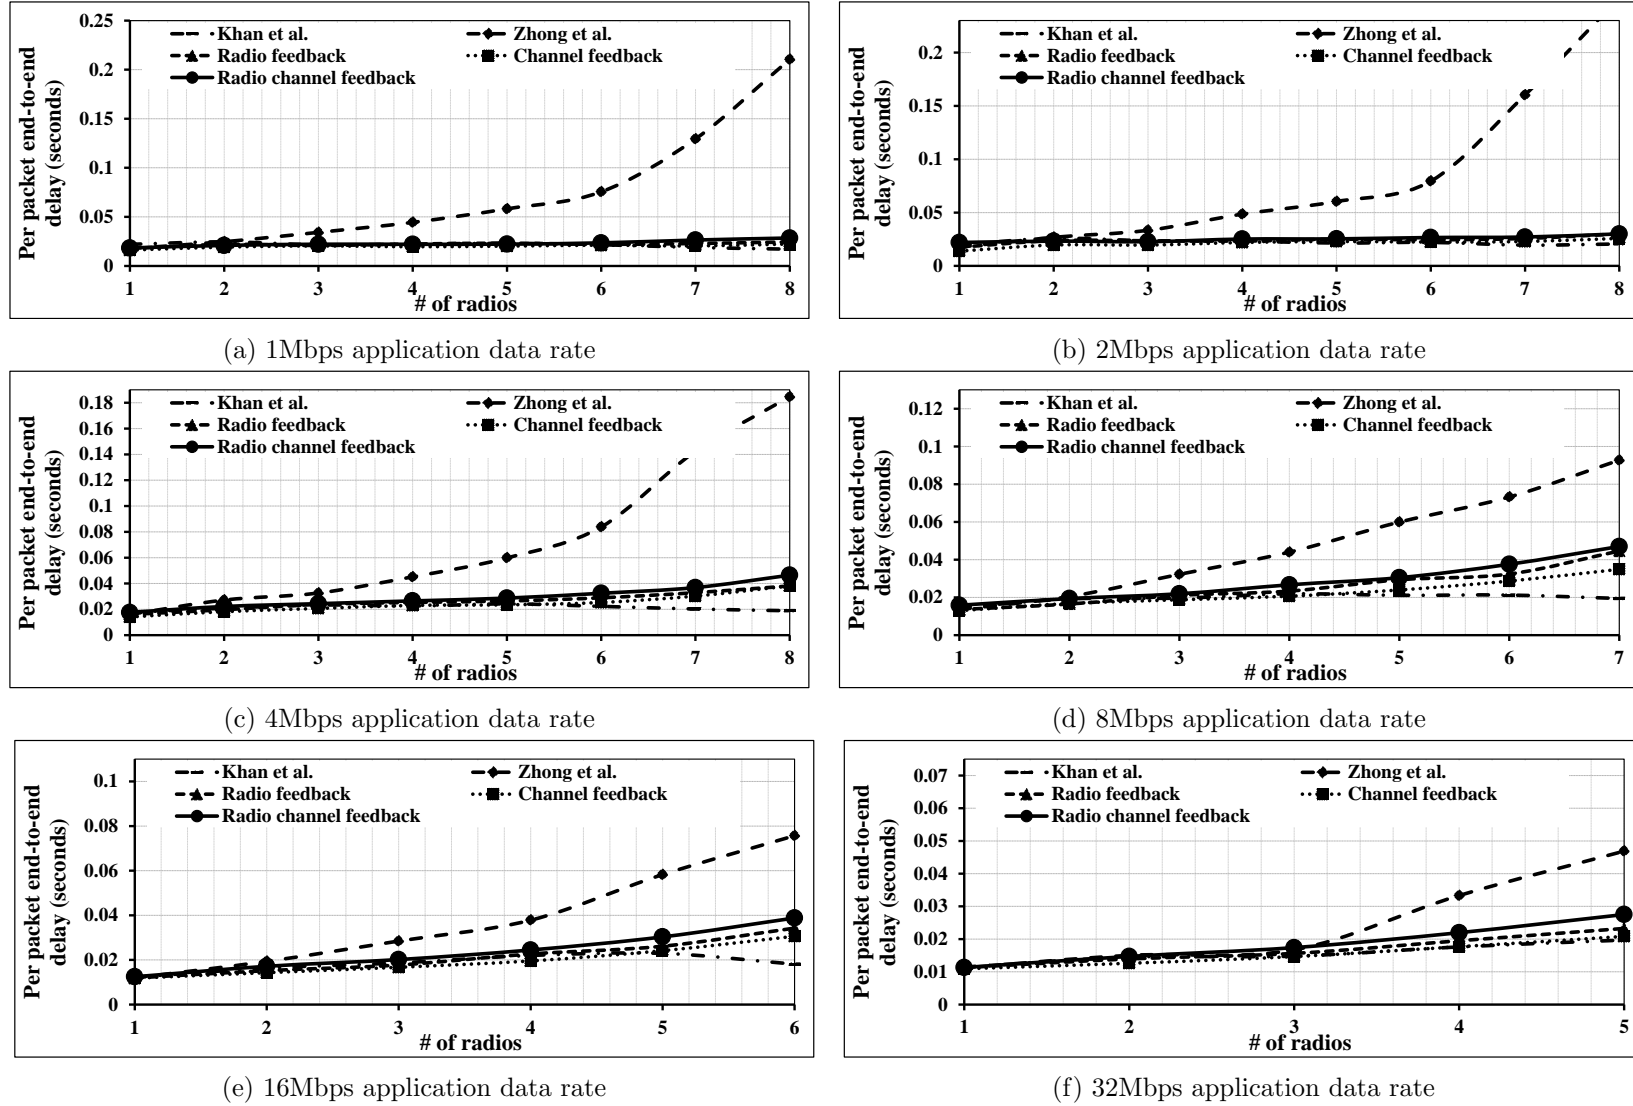 Per packet end-to-end
delay (seconds)
0.25
0.2
0.15
0.1
0.05
0
Khan et al.
Zhong et al.
Radio feedback
Channel feedback
Radio channel feedback
1 2 3 4 5 6 7 8
# of radios
(a) 1Mbps application data rate
Per packet end-to-end
delay (seconds)
0.2
0.15
0.1
0.05
0
Khan et al.
Zhong et al.
Radio feedback
Channel feedback
Radio channel feedback
1 2 3 4 5 6 7 8
# of radios
(b) 2Mbps application data rate
Per packet end-to-end
delay (seconds)
0.18
0.16
0.14
0.12
0.1
0.08
0.06
0.04
0.02
0
Khan et al.
Zhong et al.
Radio feedback
Channel feedback
Radio channel feedback
1 2 3 4 5 6 7 8
# of radios
(c) 4Mbps application data rate
Per packet end-to-end
delay (seconds)
0.12
0.1
0.08
0.06
0.04
0.02
0
Khan et al.
Zhong et al.
Radio feedback
Channel feedback
Radio channel feedback
1 2 3 4 5 6 7
# of radios
(d) 8Mbps application data rate
Per packet end-to-end
delay (seconds)
0.1
0.08
0.06
0.04
0.02
0
Khan et al.
Zhong et al.
Radio feedback
Channel feedback
Radio channel feedback
1 2 3 4 5 6
# of radios
(e) 16Mbps application data rate
Per packet end-to-end
delay (seconds)
0.07
0.06
0.05
0.04
0.03
0.02
0.01
0
Khan et al.
Zhong et al.
Radio feedback
Channel feedback
Radio channel feedback
1 2 3 4 5
# of radios
(f) 32Mbps application data rate